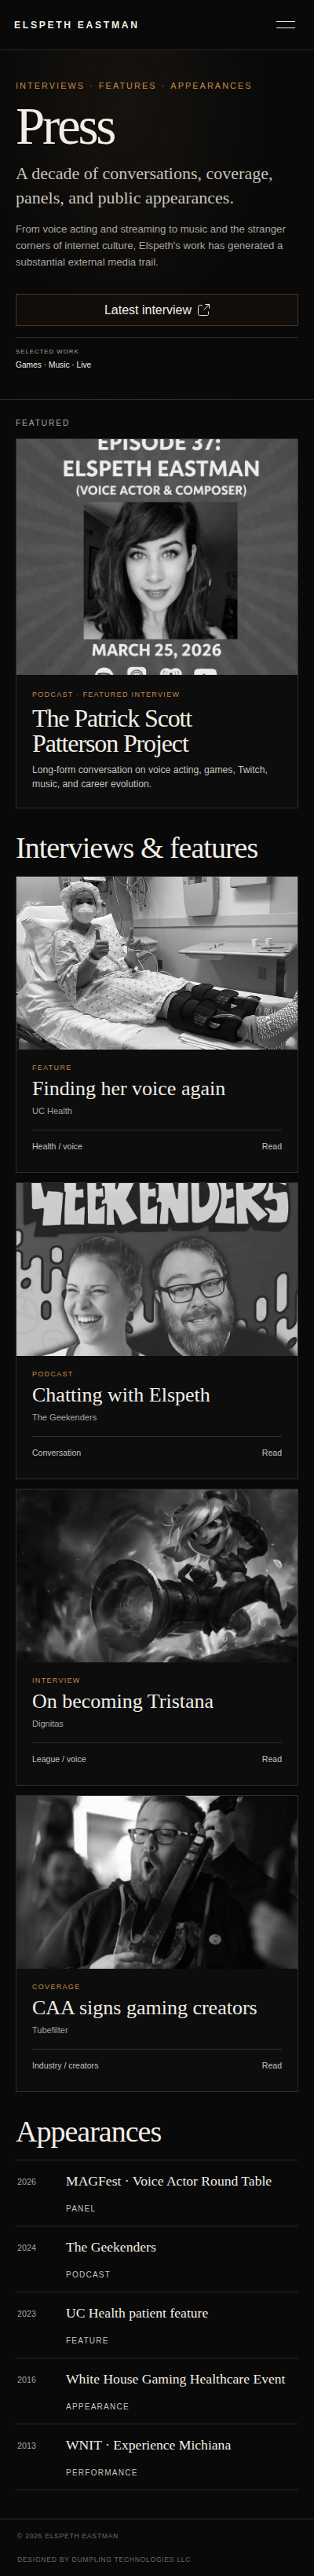 ELSPETH EASTMAN
INTERVIEWS · FEATURES · APPEARANCES
Press
A decade of conversations, coverage,
panels, and public appearances.
From voice acting and streaming to music and the stranger
corners of internet culture, Elspeth's work has generated a
substantial external media trail.
Latest interview
SELECTED WORK
Games · Music · Live
FEATURED
EPISODE 37:
ELSPETH EASTMAN
(VOICE ACTOR & COMPOSER)
MARCH 25, 2026
PODCAST · FEATURED INTERVIEW
The Patrick Scott
Patterson Project
Long-form conversation on voice acting, games, Twitch,
music, and career evolution.
Interviews & features
FEATURE
Finding her voice again
UC Health
Health / voice
Read
GEEKENDERS
PODCAST
Chatting with Elspeth
The Geekenders
Conversation
Read
INTERVIEW
On becoming Tristana
Dignitas
League / voice
Read
COVERAGE
CAA signs gaming creators
Tubefilter
Industry / creators
Read
Appearances
2026
MAGFest · Voice Actor Round Table
PANEL
2024
The Geekenders
PODCAST
2023
UC Health patient feature
FEATURE
2016
White House Gaming Healthcare Event
APPEARANCE
2013
WNIT · Experience Michiana
PERFORMANCE
© 2026 ELSPETH EASTMAN
DESIGNED BY DUMPLING TECHNOLOGIES LLC